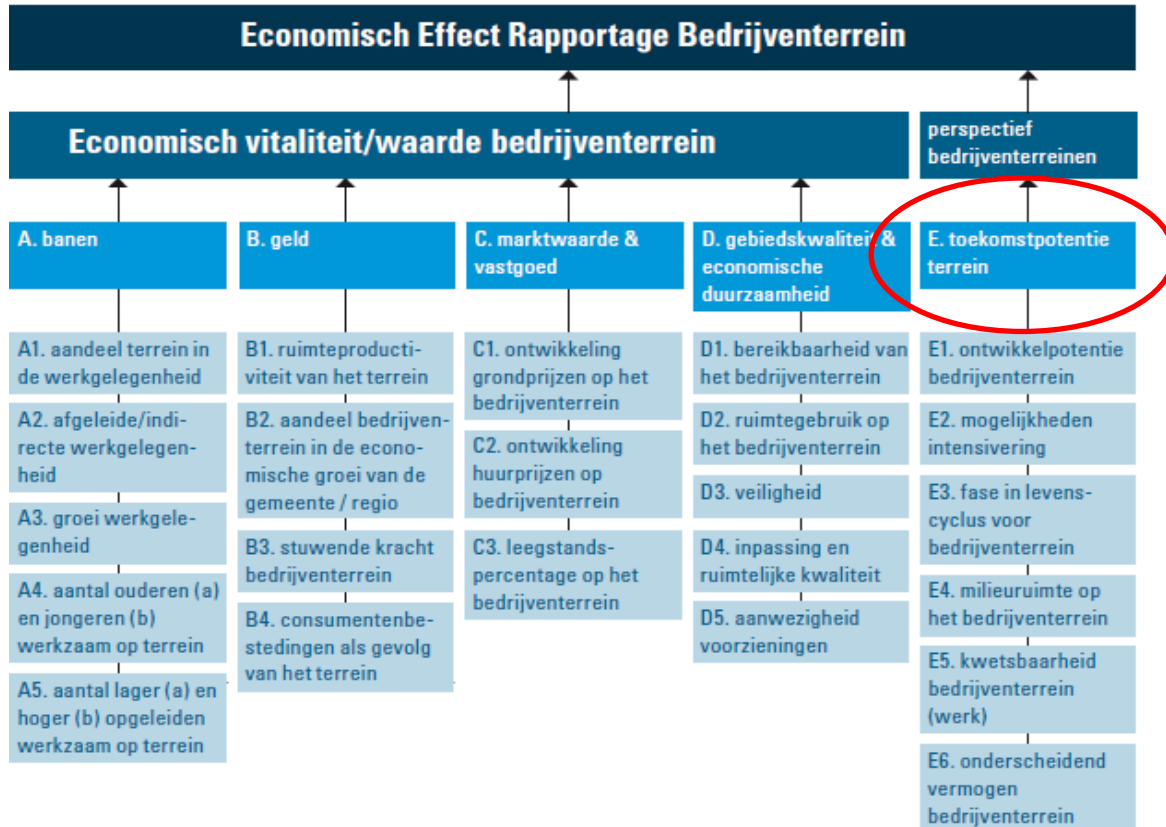 Economisch Effect Rapportage Bedrijventerrein
Economisch vitaliteit/waarde bedrijventerrein
perspectief
bedrijventerreinen
A. banen
B. geld
C. marktwaarde &
vastgoed
D. gebiedskwaliteit &
economische
duurzaamheid
E. toekomstpotentie
terrein
A1. aandeel terrein in
de werkgelegenheid
A2. afgeleide/indi-
recte werkgelegen-
heid
A3. groei werkgele-
genheid
A4. aantal ouderen (a)
en jongeren (b)
werkzaam op terrein
A5. aantal lager (a) en
hoger (b) opgeleiden
werkzaam op terrein
B1. ruimteproducti-
viteit van het terrein
B2. aandeel bedrijven-
terrein in de econo-
mische groei van de
gemeente / regio
B3. stuwende kracht
bedrijventerrein
B4. consumentenbe-
stedingen als gevolg
van het terrein
C1. ontwikkeling
grondprijzen op het
bedrijventerrein
C2. ontwikkeling
huurprijzen op
bedrijventerrein
C3. leegstands-
percentage op het
bedrijventerrein
D1. bereikbaarheid van
het bedrijventerrein
D2. ruimtegebruik op
het bedrijventerrein
D3. veiligheid
D4. inpassing en
ruimtelijke kwaliteit
D5. aanwezigheid
voorzieningen
E1. ontwikkelpotentie
bedrijventerrein
E2. mogelijkheden
intensivering
E3. fase in levens-
cyclus voor
bedrijventerrein
E4. milieuruimte op
het bedrijventerrein
E5. kwetsbaarheid
bedrijventerrein
(werk)
E6. onderscheidend
vermogen
bedrijventerrein